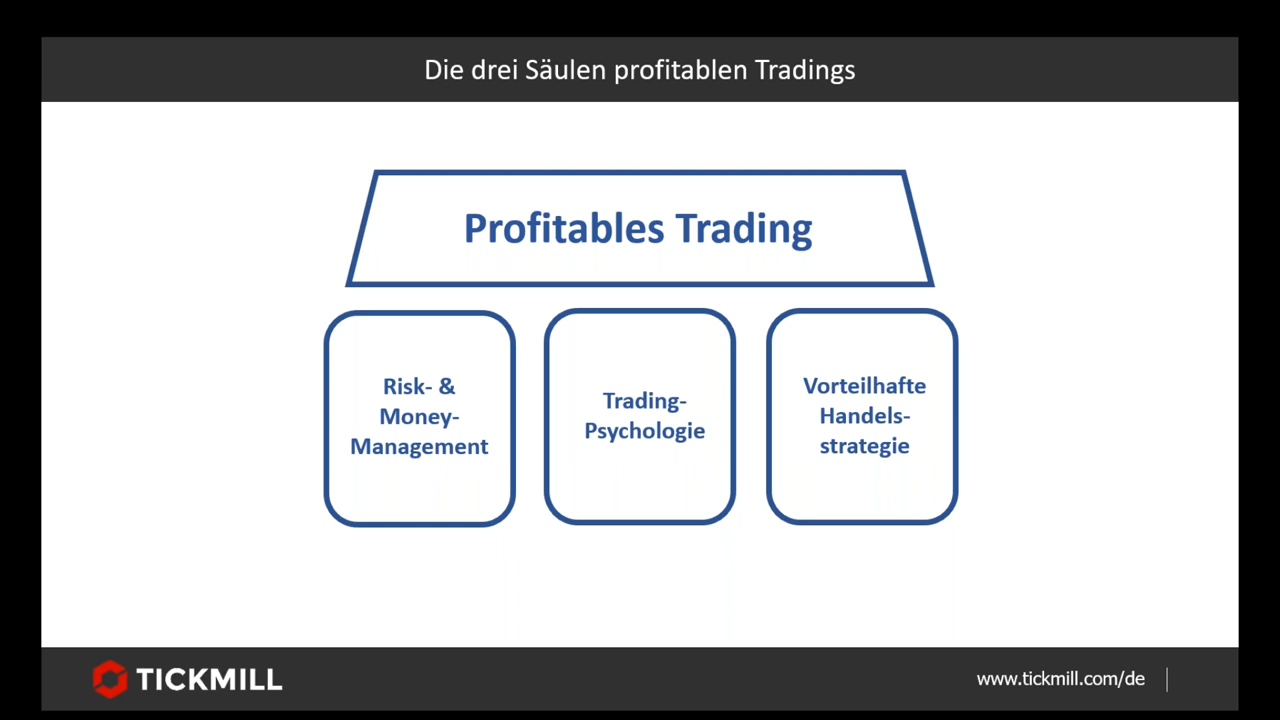 Die drei Säulen profitablen Tradings
Profitables Trading
Risk- &
Money-
Management
Trading-
Psychologie
Vorteilhafte
Handels-
strategie
TICKMILL
www.tickmill.com/de